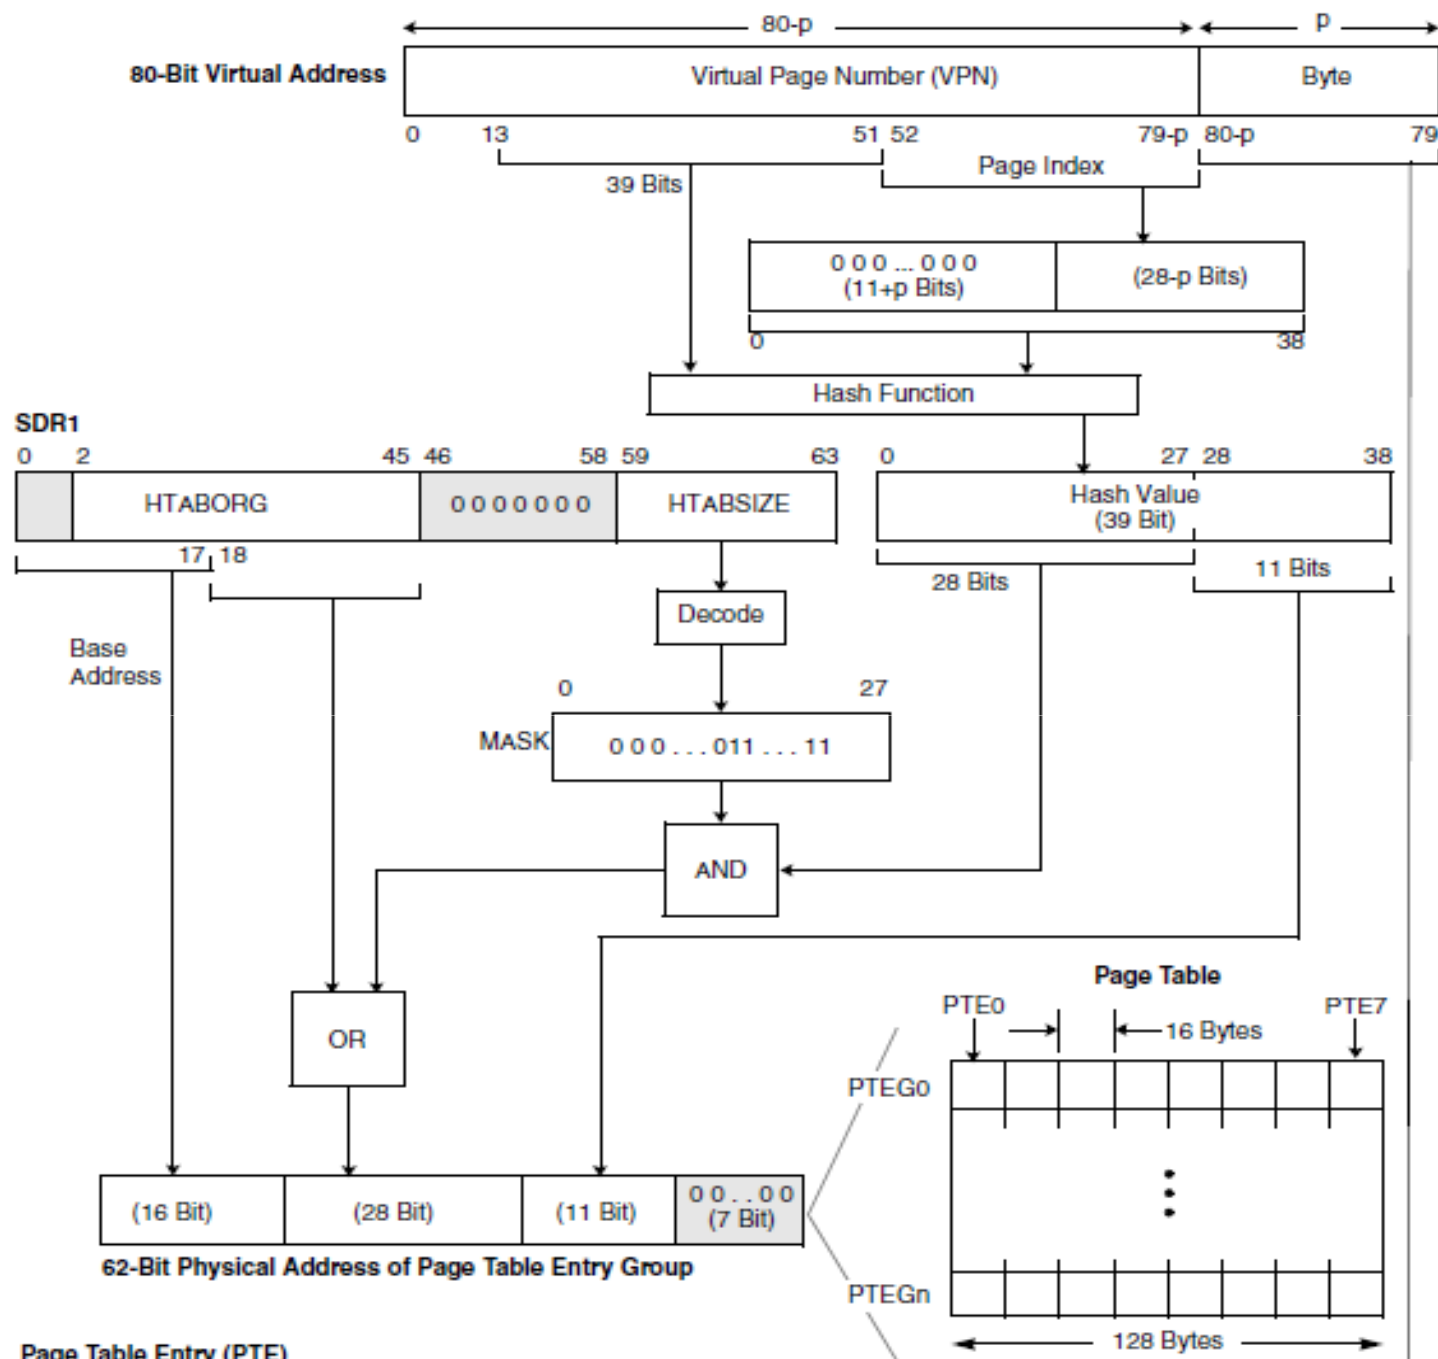 80-p p
80-Bit Virtual Address Virtual Page Number (VPN) Byte
0 13 51 52 79-p 80-p 79
39 Bits Page Index
0 0 0 ... 0 0 0
(11+p Bits) (28-p Bits)
0 38
Hash Function
SDR1
0 2 45 46 58 59 63 0 27 28 38
HTABORG 0 0 0 0 0 0 0 HTABSIZE Hash Value
(39 Bit)
17 18
28 Bits 11 Bits
Decode
Base
Address
0 27
MASK 0 0 0 . . . 011 . . . 11
AND
Page Table
PTE0 16 Bytes PTE7
OR
PTEG0
(16 Bit) (28 Bit) (11 Bit) 0 0 . . 0 0
(7 Bit)
62-Bit Physical Address of Page Table Entry Group
PTEGn
128 Bytes
Page Table Entry (PTE)